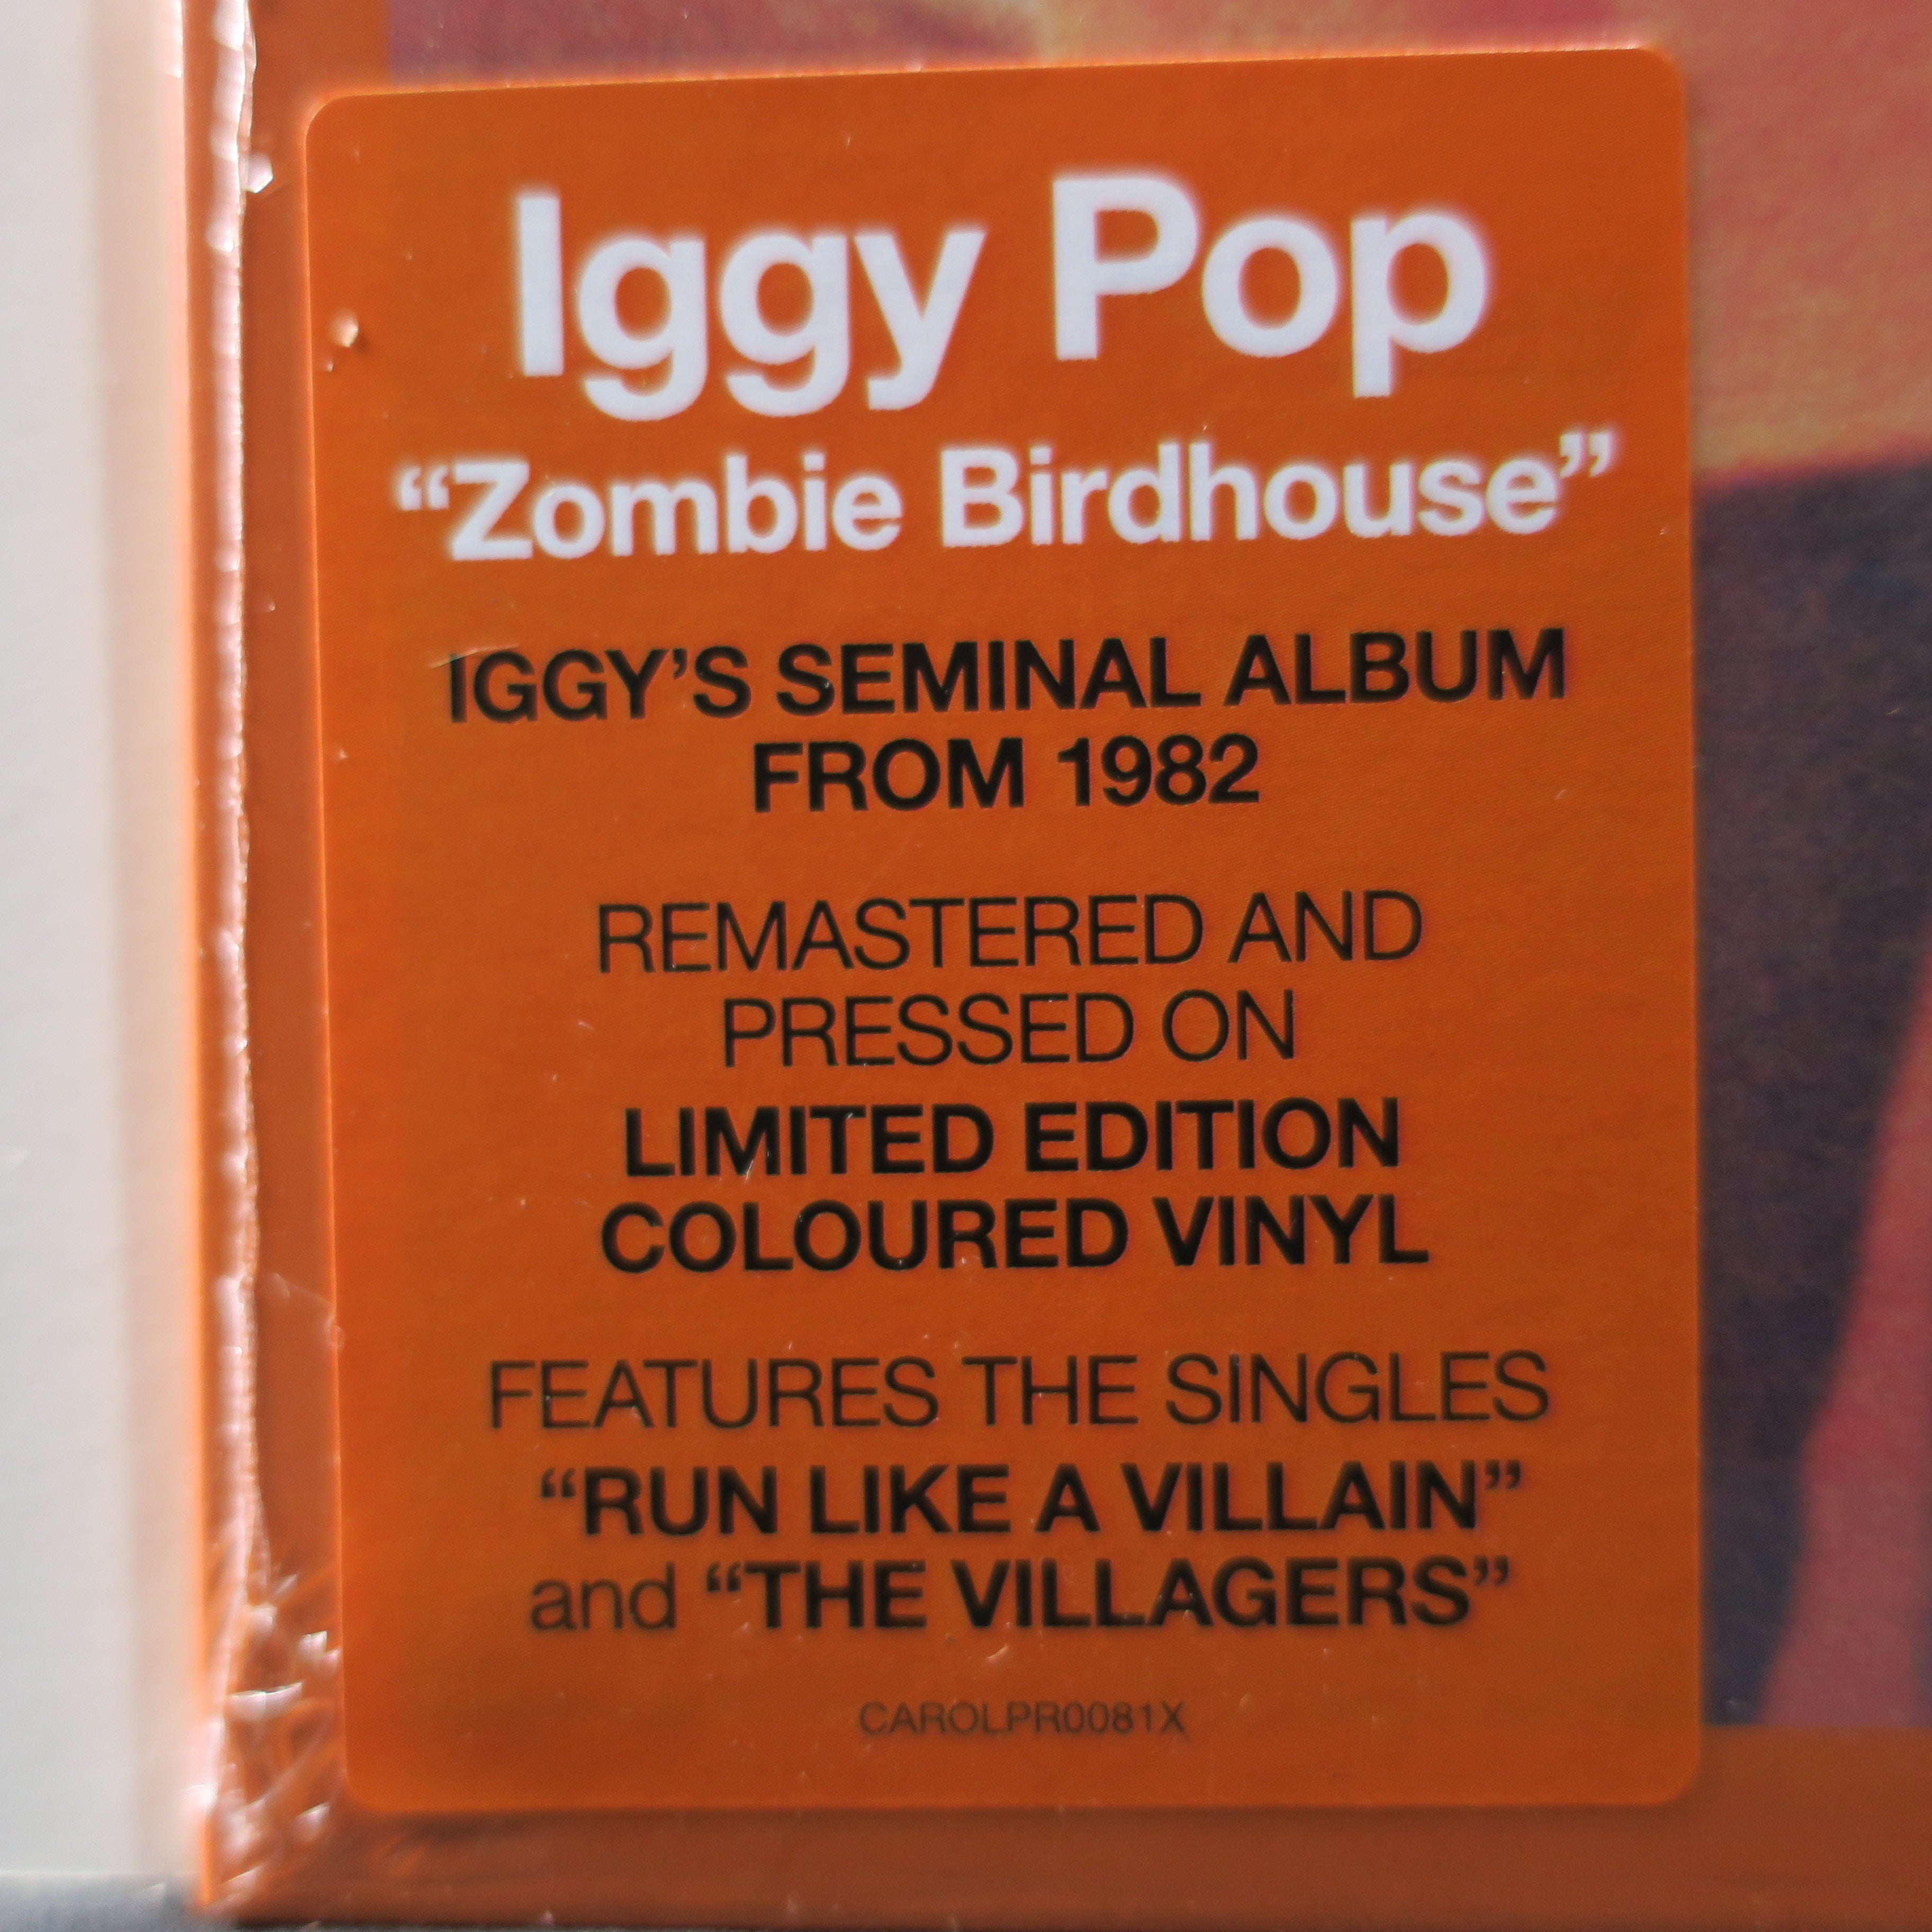 Iggy Pop
“Zombie Birdhouse”
IGGY’S SEMINAL ALBUM
FROM 1982
REMASTERED AND
PRESSED ON
LIMITED EDITION
COLOURED VINYL
FEATURES THE SINGLES
“RUN LIKE A VILLAIN”
and “THE VILLAGERS”
CAROLPR0081X